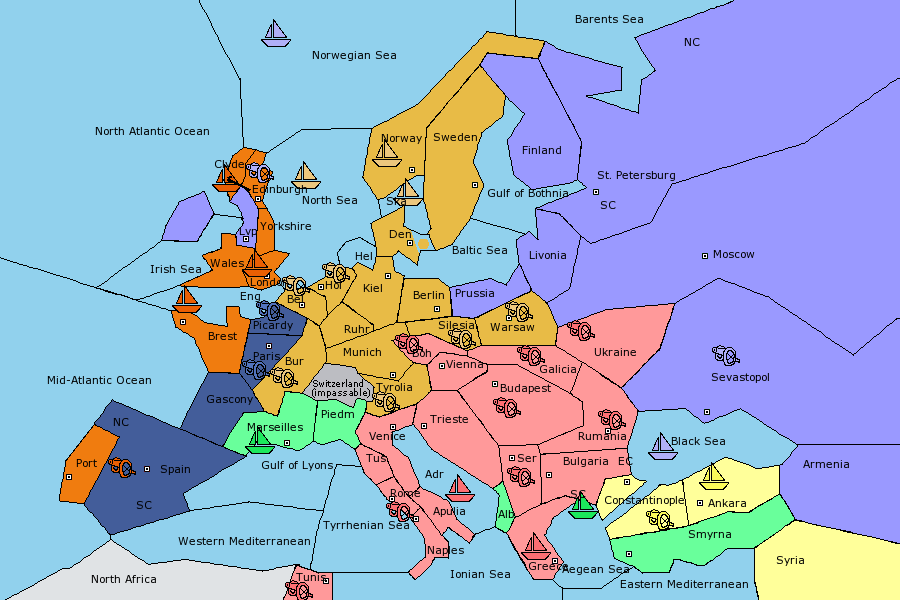 Barents Sea
NC
Norwegian Sea
North Atlantic Ocean
Norway
Sweden
Finland
Clyde
St. Petersburg
Edinburgh
North Sea
Ska
Gulf of Bothnia
SC
Yorkshire
Lvp
Den
Baltic Sea
Livonia
Moscow
Hel
Irish Sea
Wales
London
Hol
Kiel
Berlin
Prussia
Eng
Bel
Picardy
Silesia
Warsaw
Brest
Ruhr
Paris
Munich
Boh
Ukraine
Bur
Vienna
Galicia
Mid-Atlantic Ocean
Switzerland
(impassable)
Tyrolia
Budapest
Sevastopol
Gascony
NC
Marseilles
Piedm
Trieste
Venice
Rumania
Black Sea
Port
Spain
Gulf of Lyons
Tus
Ser
Bulgaria
EC
Armenia
Adr
SC
Rome
SC
Constantinople
Ankara
Apulia
Alb
Tyrrhenian Sea
Smyrna
Western Mediterranean
Naples
Syria
North Africa
Tunis
Ionian Sea
Greece
Aegean Sea
Eastern Mediterranean